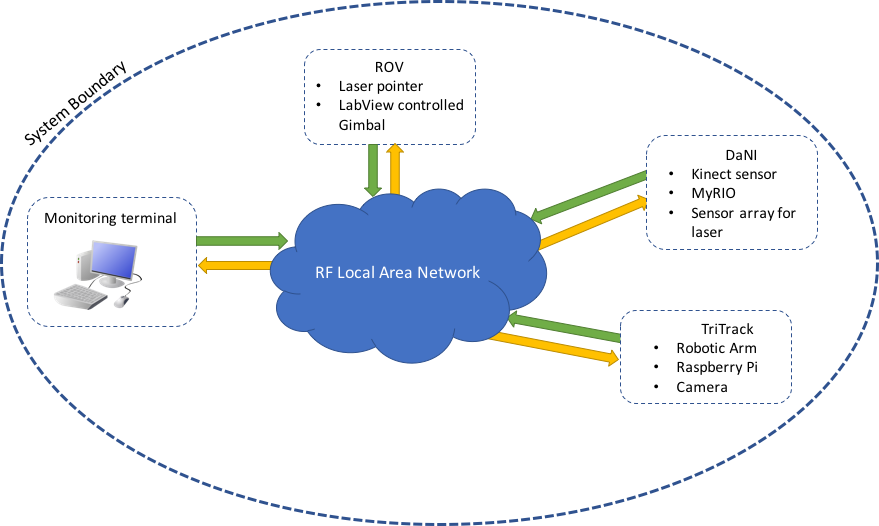 System Boundary
ROV
• Laser pointer
• LabView controlled
Gimbal
DaNI
• Kinect sensor
• MyRIO
• Sensor array for
laser
Monitoring terminal
RF Local Area Network
TriTrack
• Robotic Arm
• Raspberry Pi
• Camera